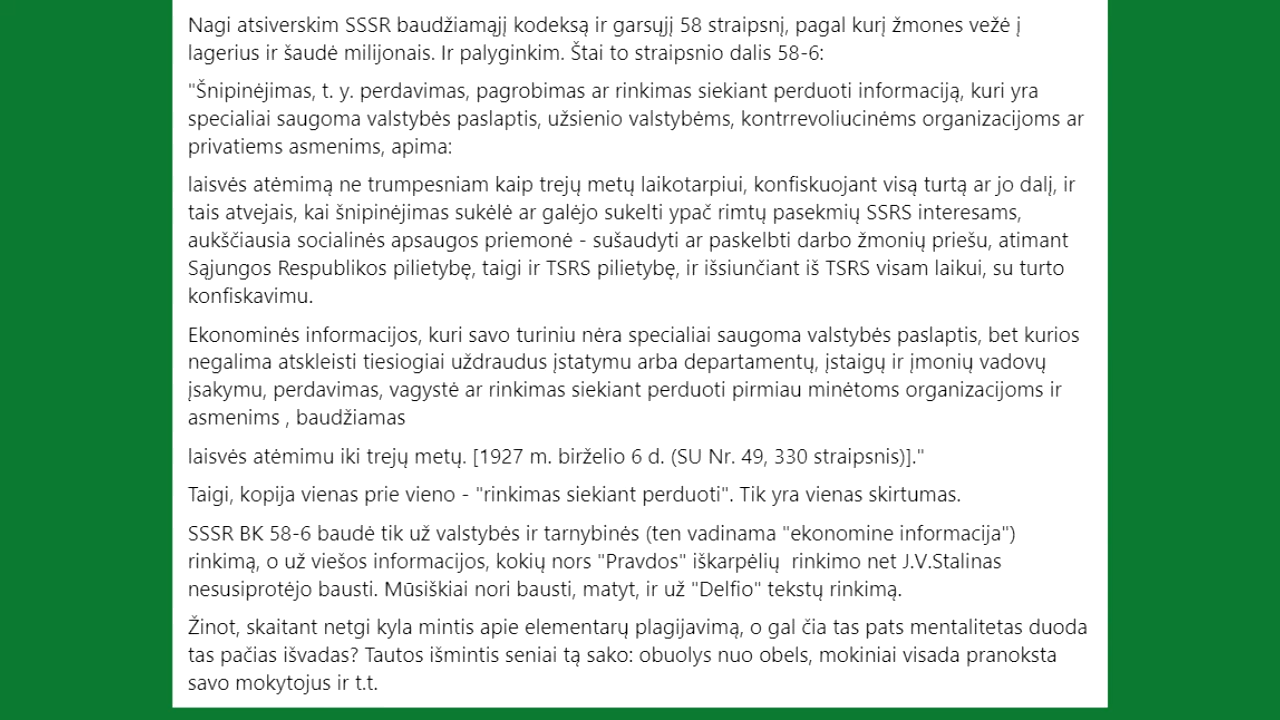 Nagi atsiverskim SSSR baudžiamąjį kodeksą ir garsųjį 58 straipsnį, pagal kurį žmones vežė į
lagerius ir šaudė milijonais. Ir palyginkim. Štai to straipsnio dalis 58-6:
"Šnipinėjimas, t. y. perdavimas, pagrobimas ar rinkimas siekiant perduoti informaciją, kuri yra
specialiai saugoma valstybės paslaptis, užsienio valstybėms, kontrrevoliucinėms organizacijoms ar
privatiems asmenims, apima:
laisvės atėmimą ne trumpesniam kaip trejų metų laikotarpiui, konfiskuojant visą turtą ar jo dalį, ir
tais atvejais, kai šnipinėjimas sukėlė ar galėjo sukelti ypač rimtų pasekmių SSRS interesams,
aukščiausia socialinės apsaugos priemonė - sušaudyti ar paskelbti darbo žmonių priešu, atimant
Sąjungos Respublikos pilietybę, taigi ir TSRS pilietybę, ir išsiunčiant iš TSRS visam laikui, su turto
konfiskavimu.
Ekonominės informacijos, kuri savo turiniu nėra specialiai saugoma valstybės paslaptis, bet kurios
negalima atskleisti tiesiogiai uždraudus įstatymu arba departamentų, įstaigų ir įmonių vadovų
įsakymu, perdavimas, vagystė ar rinkimas siekiant perduoti pirmiau minėtoms organizacijoms ir
asmenims , baudžiamas
laisvės atėmimu iki trejų metų. [1927 m. birželio 6 d. (SU Nr. 49, 330 straipsnis)]."
Taigi, kopija vienas prie vieno - "rinkimas siekiant perduoti". Tik yra vienas skirtumas.
SSSR BK 58-6 baudė tik už valstybės ir tarnybinės (ten vadinama "ekonomine informacija")
rinkimą, o už viešos informacijos, kokių nors "Pravdos" iškarpėlių  rinkimo net J.V.Stalinas
nesusiprotėjo bausti. Mūsiškiai nori bausti, matyt, ir už "Delfio" tekstų rinkimą.
Žinot, skaitant netgi kyla mintis apie elementarų plagijavimą, o gal čia tas pats mentalitetas duoda
tas pačias išvadas? Tautos išmintis seniai tą sako: obuolys nuo obels, mokiniai visada pranoksta
savo mokytojus ir t.t.